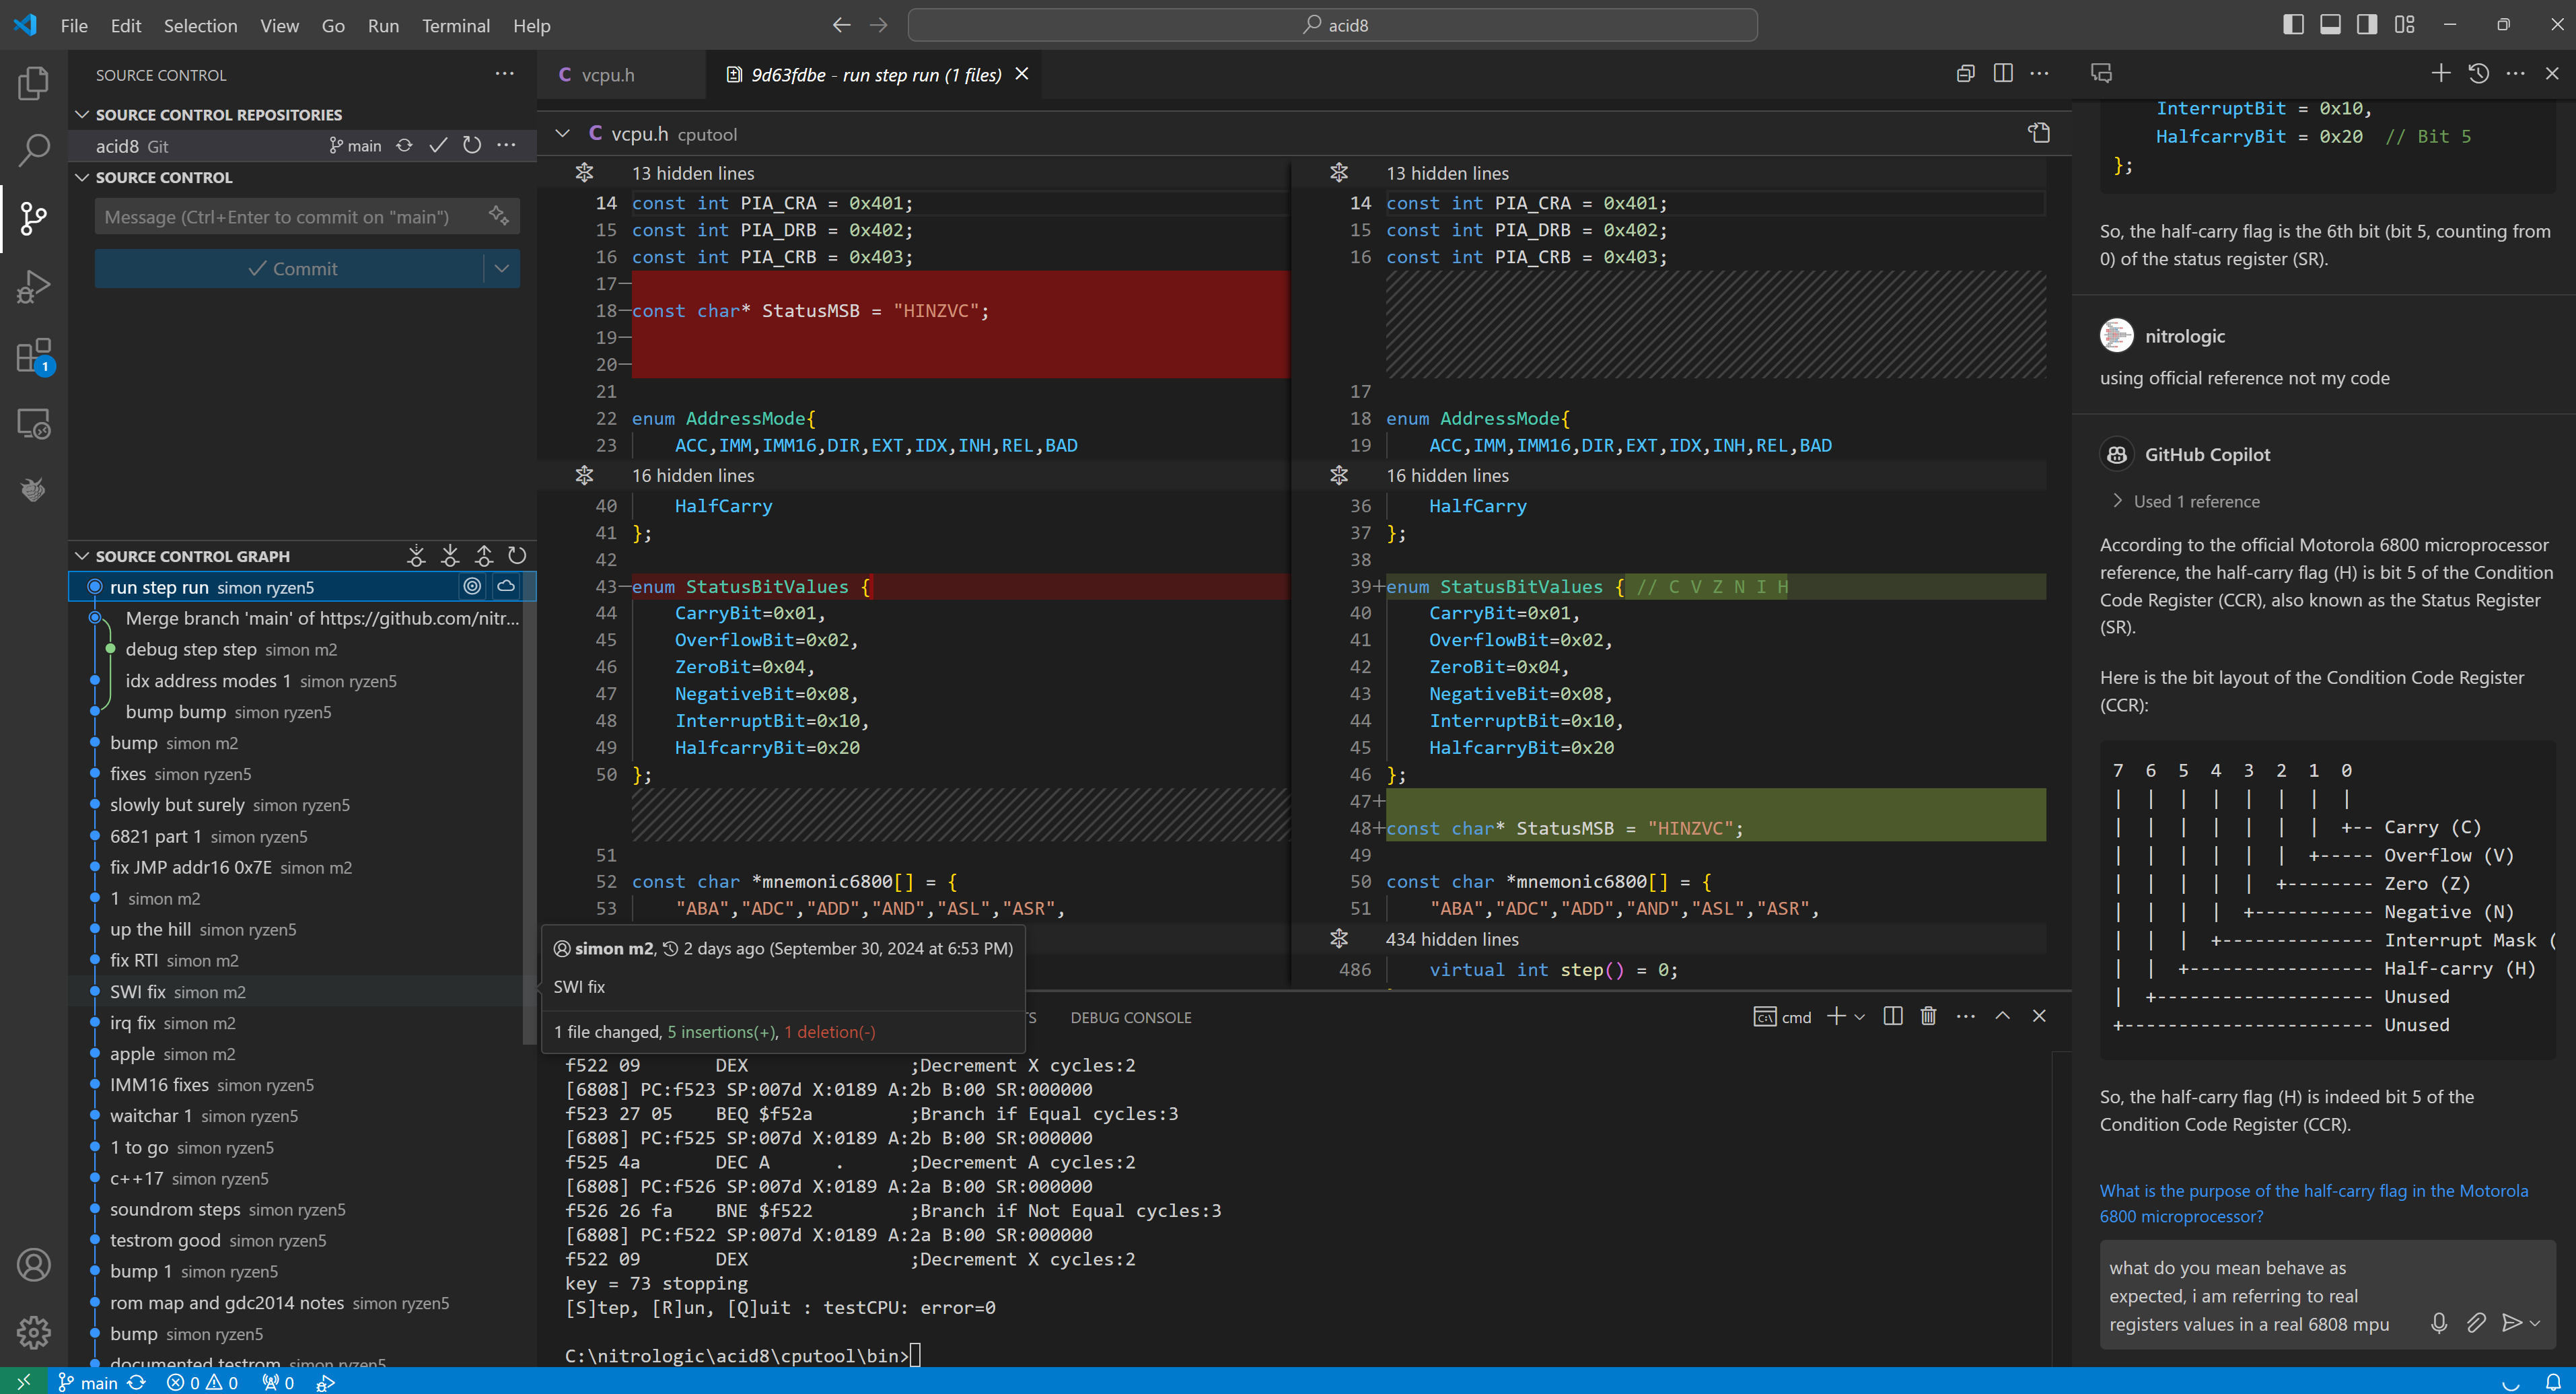 File Edit Selection View Go Run Terminal Help
acid8
SOURCE CONTROL
SOURCE CONTROL REPOSITORIES
acid8 Git main
SOURCE CONTROL
Message (Ctrl+Enter to commit on "main")
Commit
1
SOURCE CONTROL GRAPH
run step run simon ryzen5
Merge branch 'main' of https://github.com/nitr...
debug step step simon m2
idx address modes 1 simon ryzen5
bump bump simon ryzen5
bump simon m2
fixes simon ryzen5
slowly but surely simon ryzen5
6821 part 1 simon ryzen5
fix JMP addr16 0x7E simon m2
1 simon m2
up the hill simon ryzen5
fix RTI simon m2
SWI fix simon m2
irq fix simon m2
apple simon m2
IMM16 fixes simon ryzen5
waitchar 1 simon ryzen5
1 to go simon ryzen5
c++17 simon ryzen5
soundrom steps simon ryzen5
testrom good simon ryzen5
bump 1 simon ryzen5
rom map and gdc2014 notes simon ryzen5
bump simon ryzen5
documented testrom simon ryzen5
C vcpu.h
9d63fdbe - run step run (1 files)
C vcpu.h cputool
13 hidden lines
14 const int PIA_CRA = 0x401;
15 const int PIA_DRB = 0x402;
16 const int PIA_CRB = 0x403;
17
18 const char* StatusMSB = "HINZVC";
19
20
21
22 enum AddressMode{
23 ACC,IMM,IMM16,DIR,EXT,IDX,INH,REL,BAD
16 hidden lines
40 HalfCarry
41 };
42
43 enum StatusBitValues {
44 CarryBit=0x01,
45 OverflowBit=0x02,
46 ZeroBit=0x04,
47 NegativeBit=0x08,
48 InterruptBit=0x10,
49 HalfcarryBit=0x20
50 };
51
52 const char *mnemonic6800[] = {
53 "ABA","ADC","ADD","AND","ASL","ASR",
13 hidden lines
14 const int PIA_CRA = 0x401;
15 const int PIA_DRB = 0x402;
16 const int PIA_CRB = 0x403;
17
18 enum AddressMode{
19 ACC,IMM,IMM16,DIR,EXT,IDX,INH,REL,BAD
16 hidden lines
36 HalfCarry
37 };
38
39+ enum StatusBitValues { // C V Z N I H
40 CarryBit=0x01,
41 OverflowBit=0x02,
42 ZeroBit=0x04,
43 NegativeBit=0x08,
44 InterruptBit=0x10,
45 HalfcarryBit=0x20
46 };
47+
48+ const char* StatusMSB = "HINZVC";
49
50 const char *mnemonic6800[] = {
51 "ABA","ADC","ADD","AND","ASL","ASR",
434 hidden lines
486 virtual int step() = 0;
simon m2, 2 days ago (September 30, 2024 at 6:53 PM)
SWI fix
1 file changed, 5 insertions(+), 1 deletion(-)
TS DEBUG CONSOLE cmd
f522 09 DEX ;Decrement X cycles:2
[6808] PC:f523 SP:007d X:0189 A:2b B:00 SR:000000
f523 27 05 BEQ $f52a ;Branch if Equal cycles:3
[6808] PC:f525 SP:007d X:0189 A:2b B:00 SR:000000
f525 4a DEC A . ;Decrement A cycles:2
[6808] PC:f526 SP:007d X:0189 A:2a B:00 SR:000000
f526 26 fa BNE $f522 ;Branch if Not Equal cycles:3
[6808] PC:f522 SP:007d X:0189 A:2a B:00 SR:000000
f522 09 DEX ;Decrement X cycles:2
key = 73 stopping
[S]tep, [R]un, [Q]uit : testCPU: error=0
C:\nitrologic\acid8\cputool\bin>
InterruptBit = 0x10,
HalfcarryBit = 0x20 // Bit 5
};
So, the half-carry flag is the 6th bit (bit 5, counting from
0) of the status register (SR).
nitrologic
using official reference not my code
GitHub Copilot
Used 1 reference
According to the official Motorola 6800 microprocessor
reference, the half-carry flag (H) is bit 5 of the Condition
Code Register (CCR), also known as the Status Register
(SR).
Here is the bit layout of the Condition Code Register
(CCR):
7 6 5 4 3 2 1 0
| | | | | | | |
| | | | | | | +-- Carry (C)
| | | | | | +----- Overflow (V)
| | | | | +-------- Zero (Z)
| | | | +----------- Negative (N)
| | | +-------------- Interrupt Mask (
| | +----------------- Half-carry (H)
| +-------------------- Unused
+----------------------- Unused
So, the half-carry flag (H) is indeed bit 5 of the
Condition Code Register (CCR).
What is the purpose of the half-carry flag in the Motorola
6800 microprocessor?
what do you mean behave as
expected, i am referring to real
registers values in a real 6808 mpu
main 0 0 0